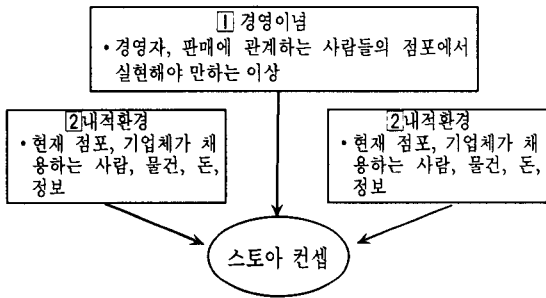 1 경영이념
• 경영자, 판매에 관계하는 사람들의 점포에서
실현해야 만하는 이상
2 내적환경
• 현재 점포, 기업체가 채
용하는 사람, 물건, 돈,
정보
2 내적환경
• 현재 점포, 기업체가 채
용하는 사람, 물건, 돈,
정보
스토아 컨셉